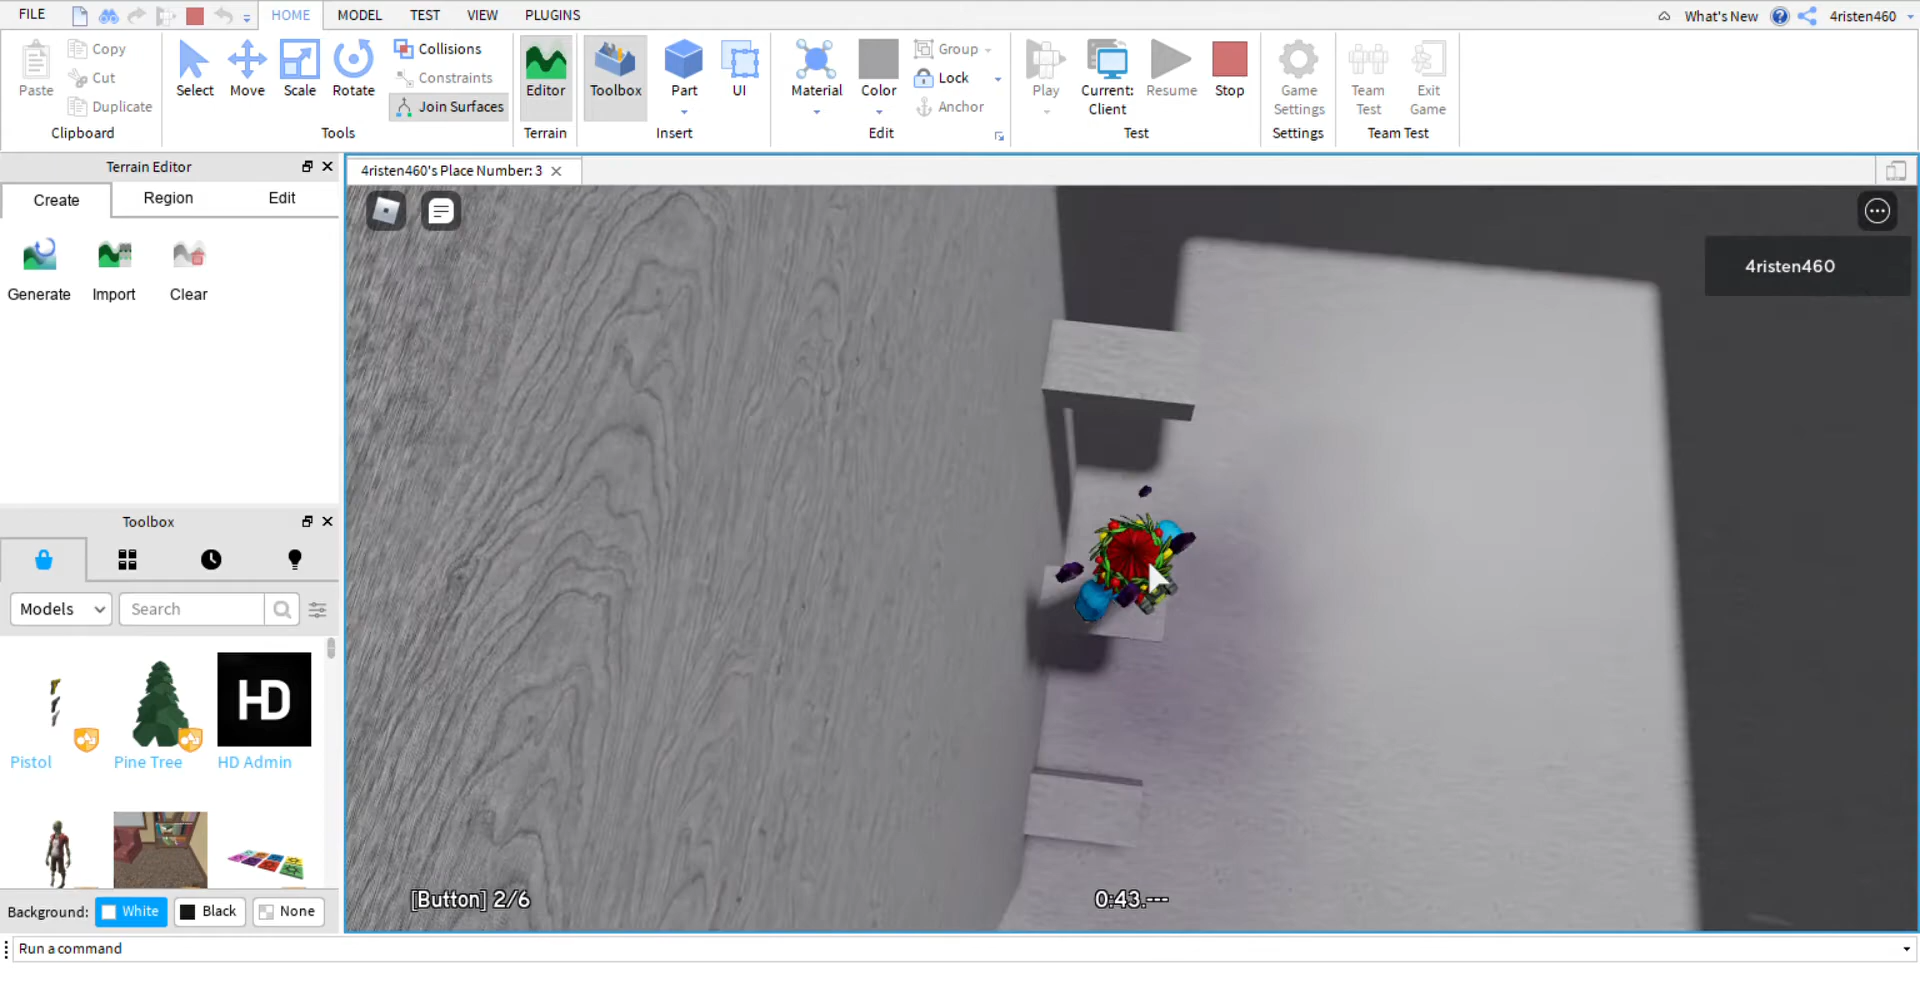 FILE
HOME
MODEL
TEST
VIEW
PLUGINS
What's New
4risten460
Paste
Copy
Cut
Duplicate
Clipboard
Select
Move
Scale
Rotate
Collisions
Constraints
Join Surfaces
Tools
Editor
Terrain
Toolbox
Part
UI
Insert
Material
Color
Group
Lock
Anchor
Edit
Play
Current:
Client
Resume
Stop
Test
Game
Settings
Settings
Team
Test
Exit
Game
Team Test
Terrain Editor
Create
Region
Edit
Generate
Import
Clear
4risten460's Place Number: 3
4risten460
Toolbox
Models
Search
HD
Pistol
Pine Tree
HD Admin
Background:
White
Black
None
[Button] 2/6
0:43.---
Run a command